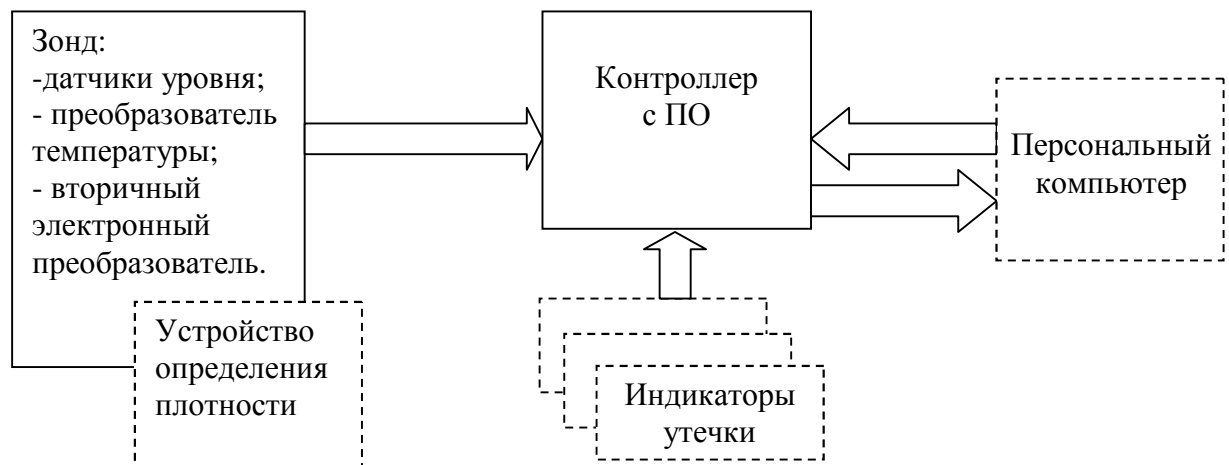 Зонд:
-датчики уровня;
- преобразователь
температуры;
- вторичный
электронный
преобразователь.
Устройство
определения
плотности
Контроллер
с ПО
Индикаторы
утечки
Персональный
компьютер